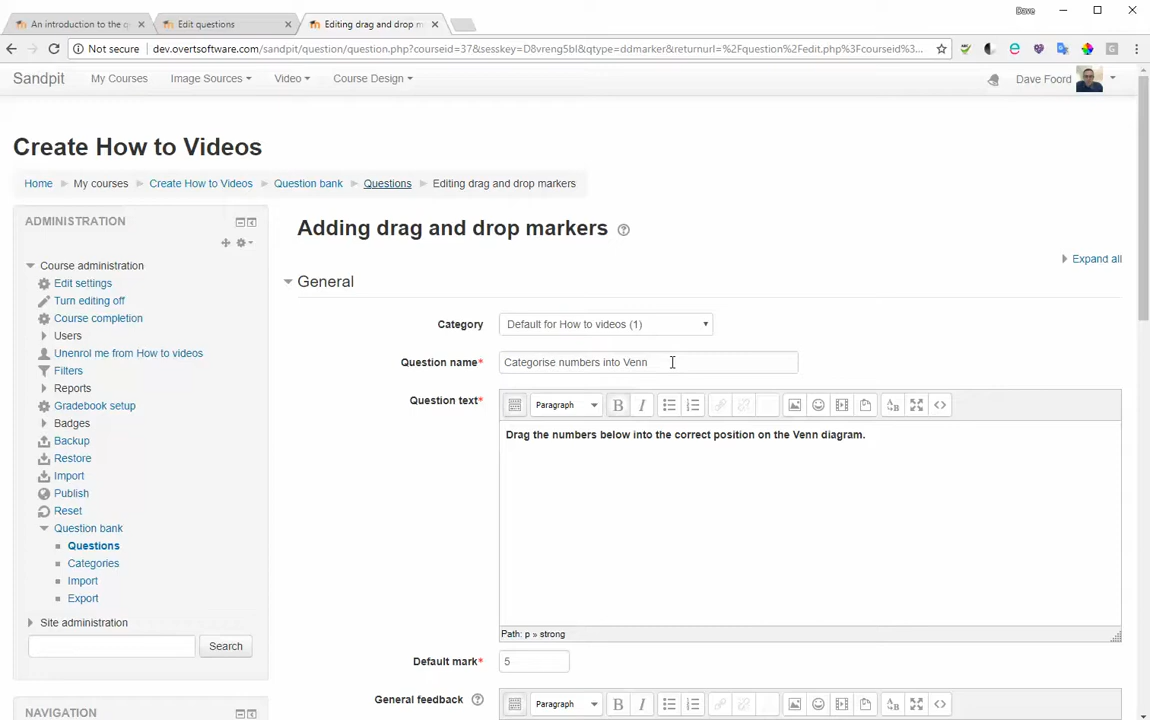 Dave
An introduction to the q
Edit questions
Editing drag and drop m
Not secure
dev.overtsoftware.com/sandpit/question/question.php?courseid=37&sesskey=D8vreng5bl&qtype=ddmarker&returnurl=%2Fquestion%2Fedit.php%3Fcourseid...
Sandpit
My Courses
Image Sources
Video
Course Design
Dave Foord
Create How to Videos
Home
My courses
Create How to Videos
Question bank
Questions
Editing drag and drop markers
ADMINISTRATION
Course administration
Edit settings
Turn editing off
Course completion
Users
Unenrol me from How to videos
Filters
Reports
Gradebook setup
Badges
Backup
Restore
Import
Publish
Reset
Question bank
Questions
Categories
Import
Export
Site administration
Search
NAVIGATION
Adding drag and drop markers
Expand all
General
Category
Default for How to videos (1)
Question name*
Categorise numbers into Venn
Question text*
Paragraph
B I
Drag the numbers below into the correct position on the Venn diagram.
Path: p » strong
Default mark*
5
General feedback
Paragraph
B I